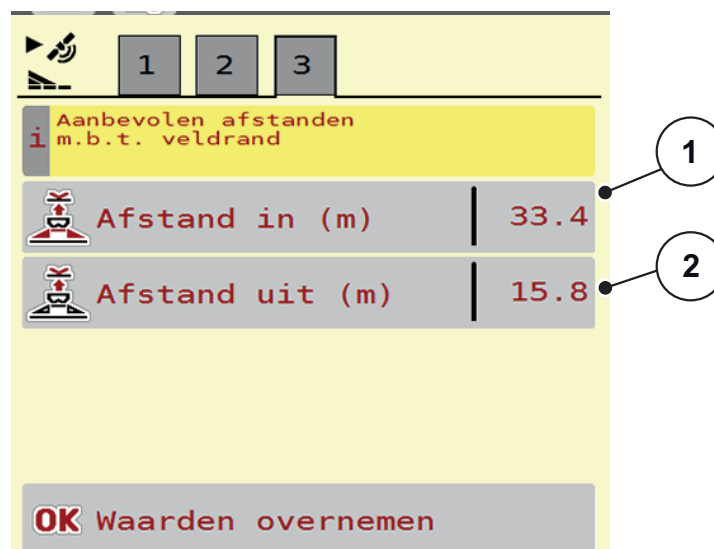 1 2 3
i Aanbevolen afstanden
m.b.t. veldrand
Afstand in (m) 33.4
1
Afstand uit (m) 15.8
2
OK Waarden overnemen